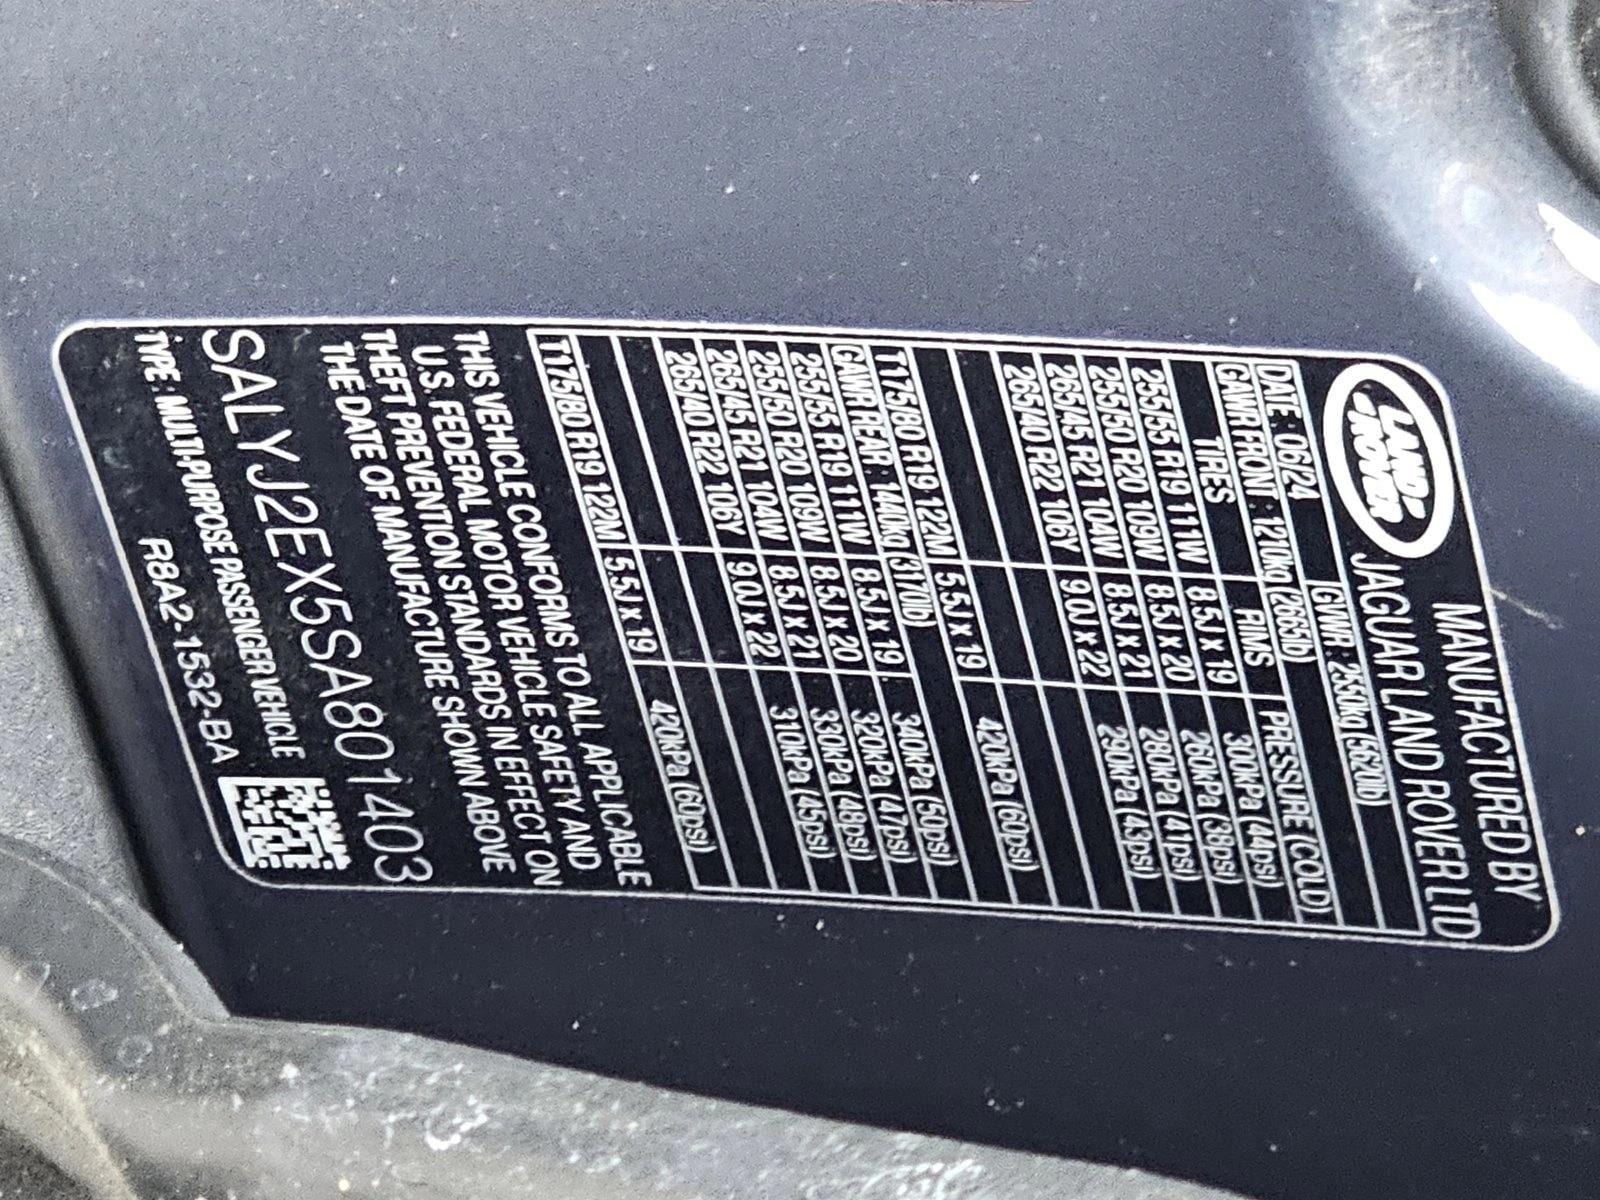 LAND-
-ROVER
MANUFACTURED BY
JAGUAR LAND ROVER LTD
DATE : 06/24 GVWR : 2550kg (5620lb)
GAWR FRONT : 1210kg (2665lb)
TIRES RIMS PRESSURE (COLD)
255/55 R19 111W 8.5J x 19 300kPa (44psi)
255/50 R20 109W 8.5J x 20 260kPa (38psi)
265/45 R21 104W 8.5J x 21 280kPa (41psi)
265/40 R22 106Y 9.0J x 22 290kPa (43psi)
T175/80 R19 122M 5.5J x 19 420kPa (60psi)
GAWR REAR : 1440kg (3170lb)
255/55 R19 111W 8.5J x 19 340kPa (50psi)
255/50 R20 109W 8.5J x 20 320kPa (47psi)
265/45 R21 104W 8.5J x 21 330kPa (48psi)
265/40 R22 106Y 9.0J x 22 310kPa (45psi)
T175/80 R19 122M 5.5J x 19 420kPa (60psi)
THIS VEHICLE CONFORMS TO ALL APPLICABLE
U.S. FEDERAL MOTOR VEHICLE SAFETY AND
THEFT PREVENTION STANDARDS IN EFFECT ON
THE DATE OF MANUFACTURE SHOWN ABOVE
SALYJ2EX5SA801403
TYPE : MULTI-PURPOSE PASSENGER VEHICLE
R8A2-1532-BA